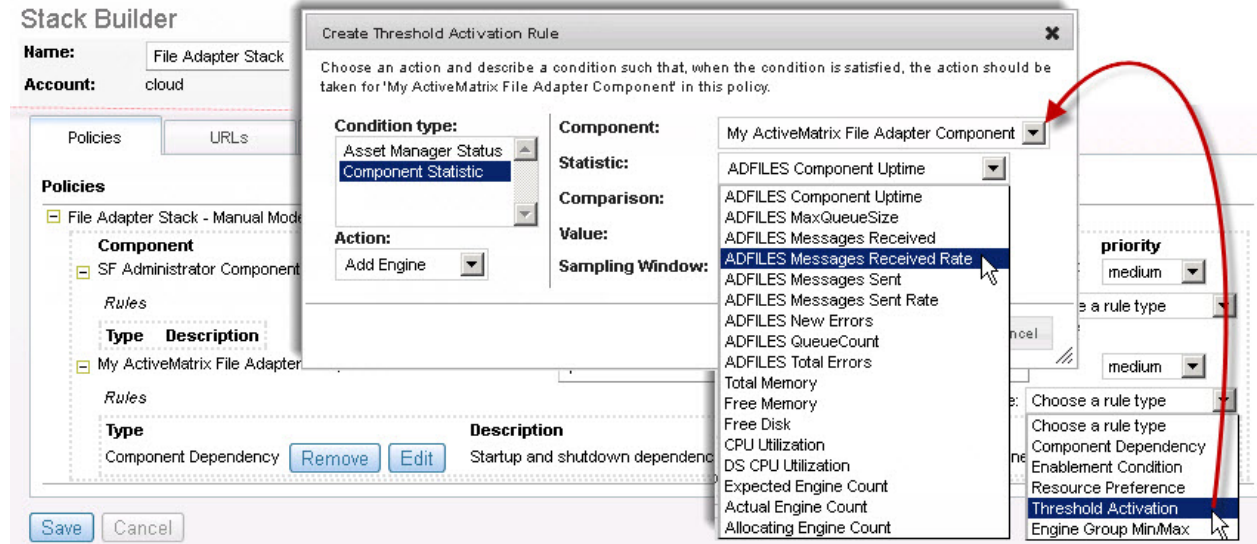 Stack Builder
Name: File Adapter Stack
Account: cloud
Policies URLs
Policies
File Adapter Stack - Manual Mode
Component priority
SF Administrator Component medium
Rules e a rule type
Type Description
My ActiveMatrix File Adapter medium
Rules Choose a rule type
Type Description
Component Dependency Remove Edit Startup and shutdown dependenc
Save Cancel
Create Threshold Activation Rule
Choose an action and describe a condition such that, when the condition is satisfied, the action should be
taken for 'My ActiveMatrix File Adapter Component' in this policy.
Condition type:
Asset Manager Status
Component Statistic
Action:
Add Engine
Component: My ActiveMatrix File Adapter Component
Statistic: ADFILES Component Uptime
Comparison:
Value:
Sampling Window:
ncel
ADFILES Component Uptime
ADFILES MaxQueueSize
ADFILES Messages Received
ADFILES Messages Received Rate
ADFILES Messages Sent
ADFILES Messages Sent Rate
ADFILES New Errors
ADFILES QueueCount
ADFILES Total Errors
Total Memory
Free Memory
Free Disk
CPU Utilization
DS CPU Utilization
Expected Engine Count
Actual Engine Count
Allocating Engine Count
Choose a rule type
Component Dependency
Enablement Condition
Resource Preference
Threshold Activation
Engine Group Min/Max